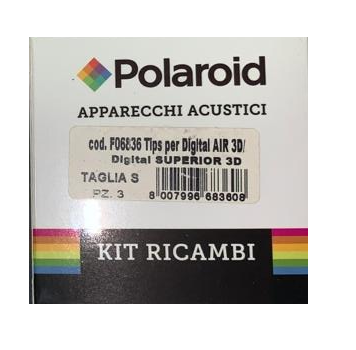 Polaroid
APPARECCHI ACUSTICI
cod. F06836 Tips per Digital AIR 3D/
Digital SUPERIOR 3D
TAGLIA S
PZ. 3
8 007996 683608
KIT RICAMBI